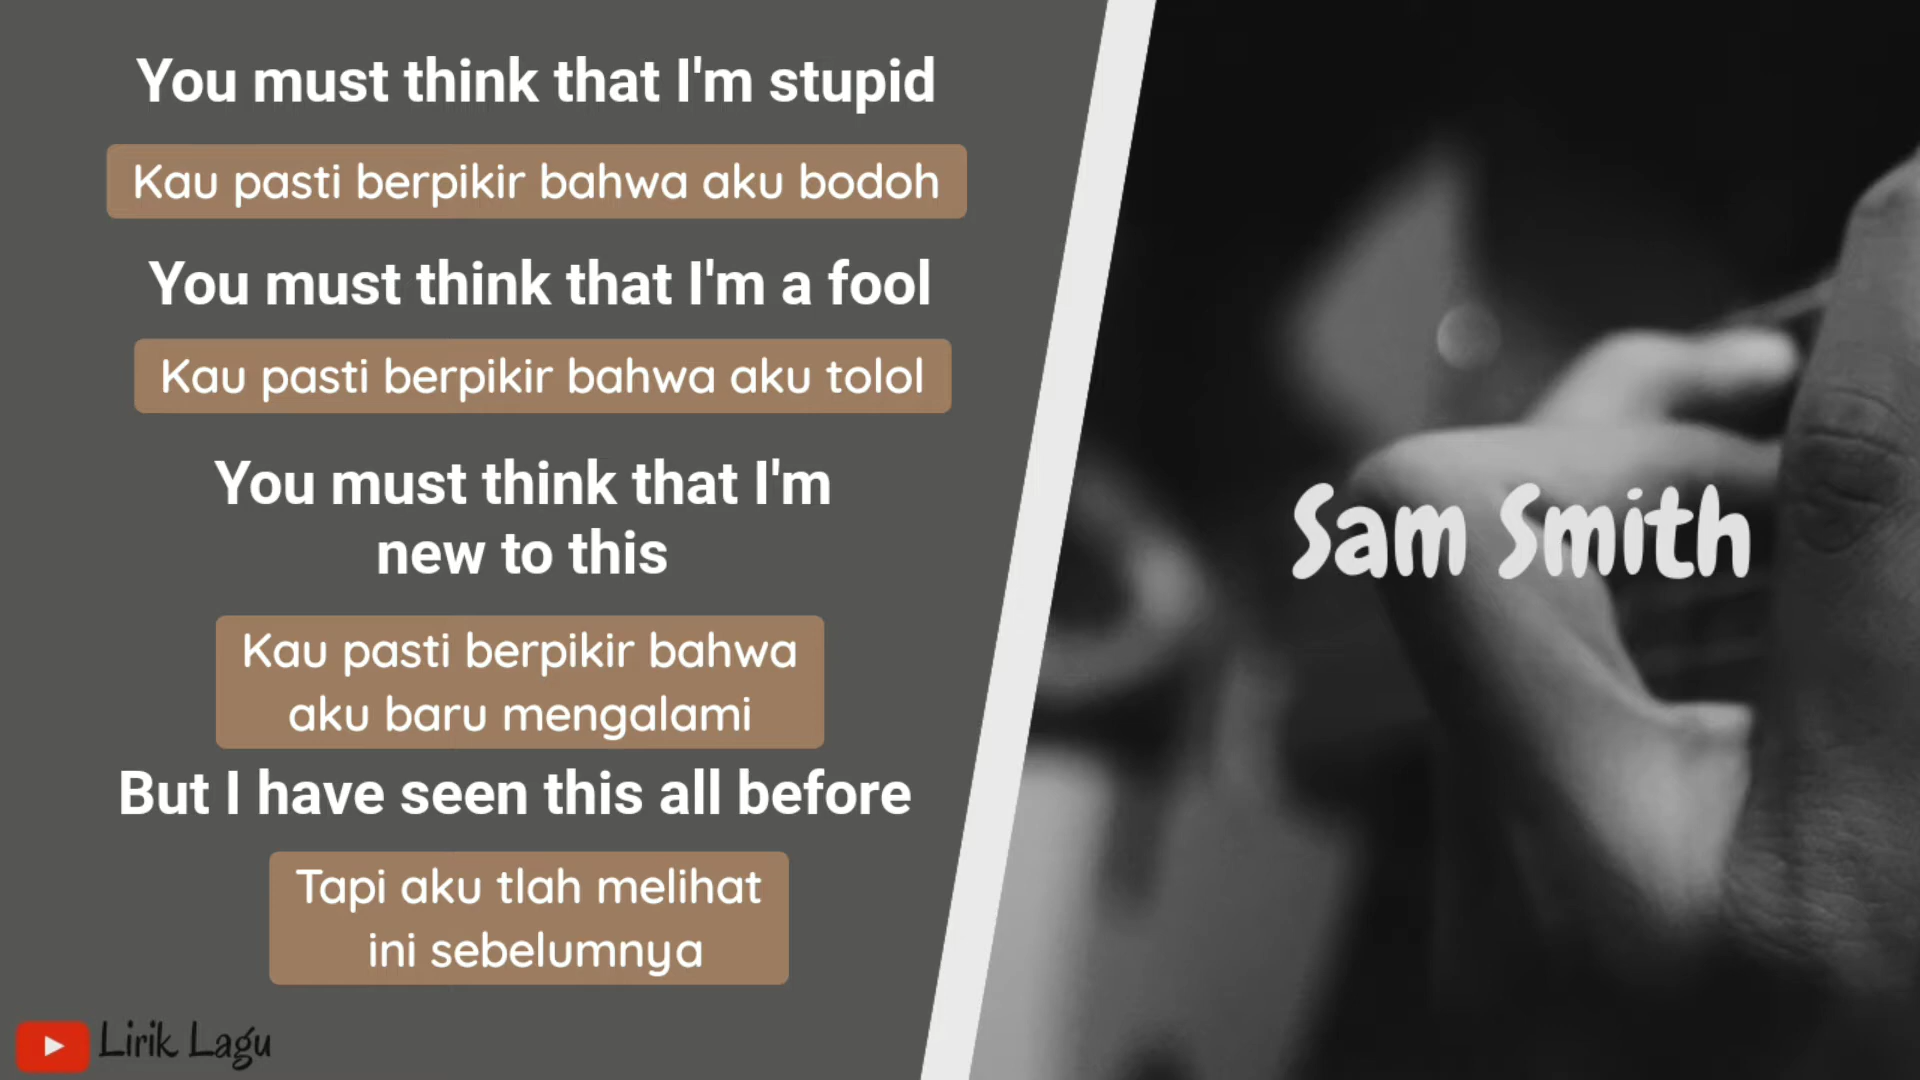 You must think that I'm stupid
Kau pasti berpikir bahwa aku bodoh
You must think that I'm a fool
Kau pasti berpikir bahwa aku tolol
You must think that I'm
new to this
Kau pasti berpikir bahwa
aku baru mengalami
But I have seen this all before
Tapi aku tlah melihat
ini sebelumnya
Lirik Lagu
Sam Smith